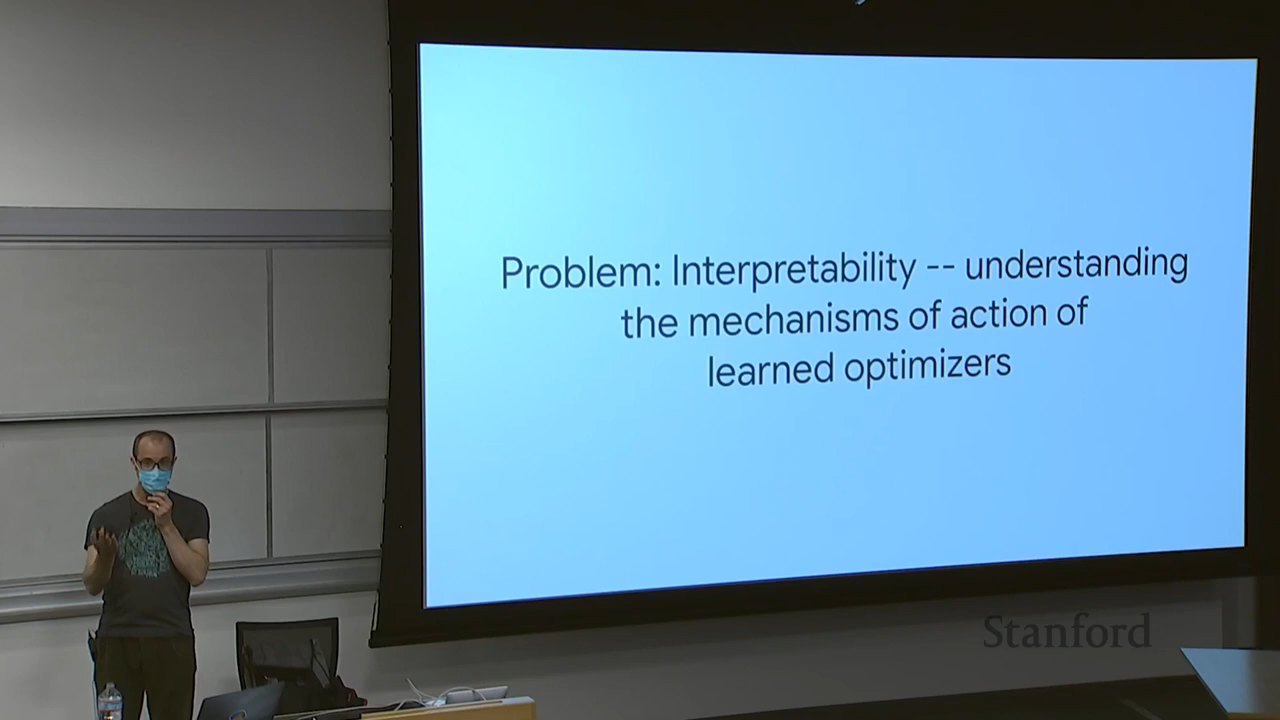 Problem: Interpretability -- understanding
the mechanisms of action of
learned optimizers
Stanford